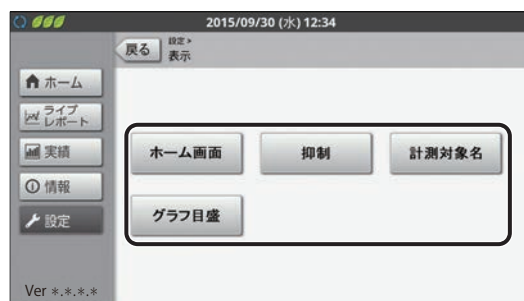 2015/09/30 (水) 12:34
戻る
設定>
表示
ホーム
ライブ
レポート
実績
情報
設定
Ver *.*.*.*
ホーム画面
抑制
計測対象名
グラフ目盛